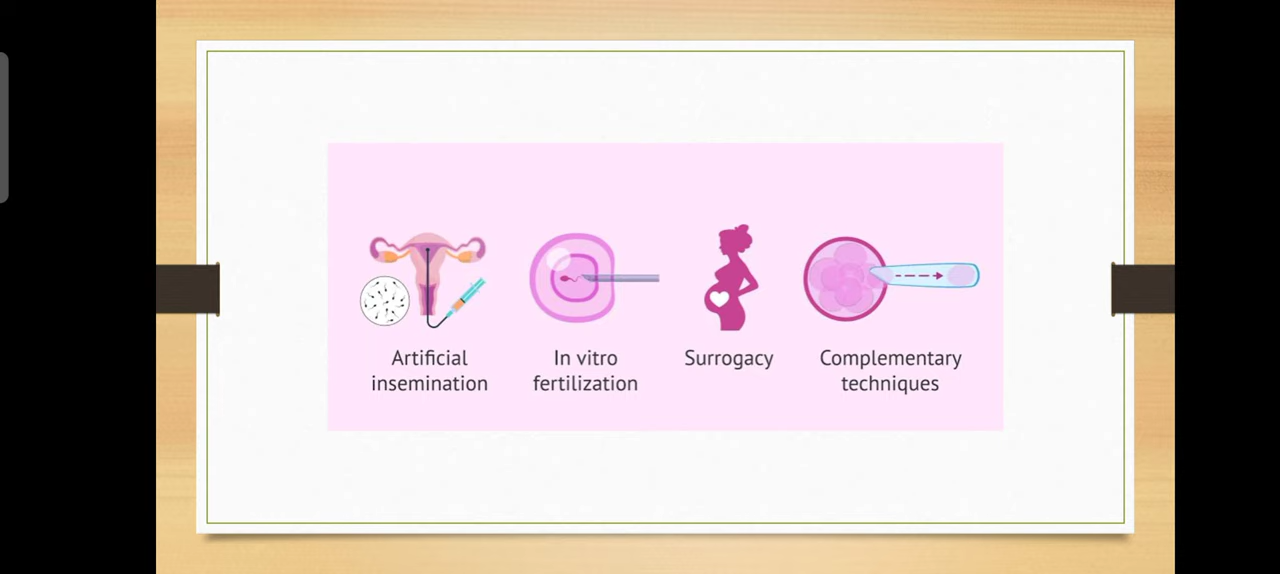 Artificial
insemination
In vitro
fertilization
Surrogacy
Complementary
techniques